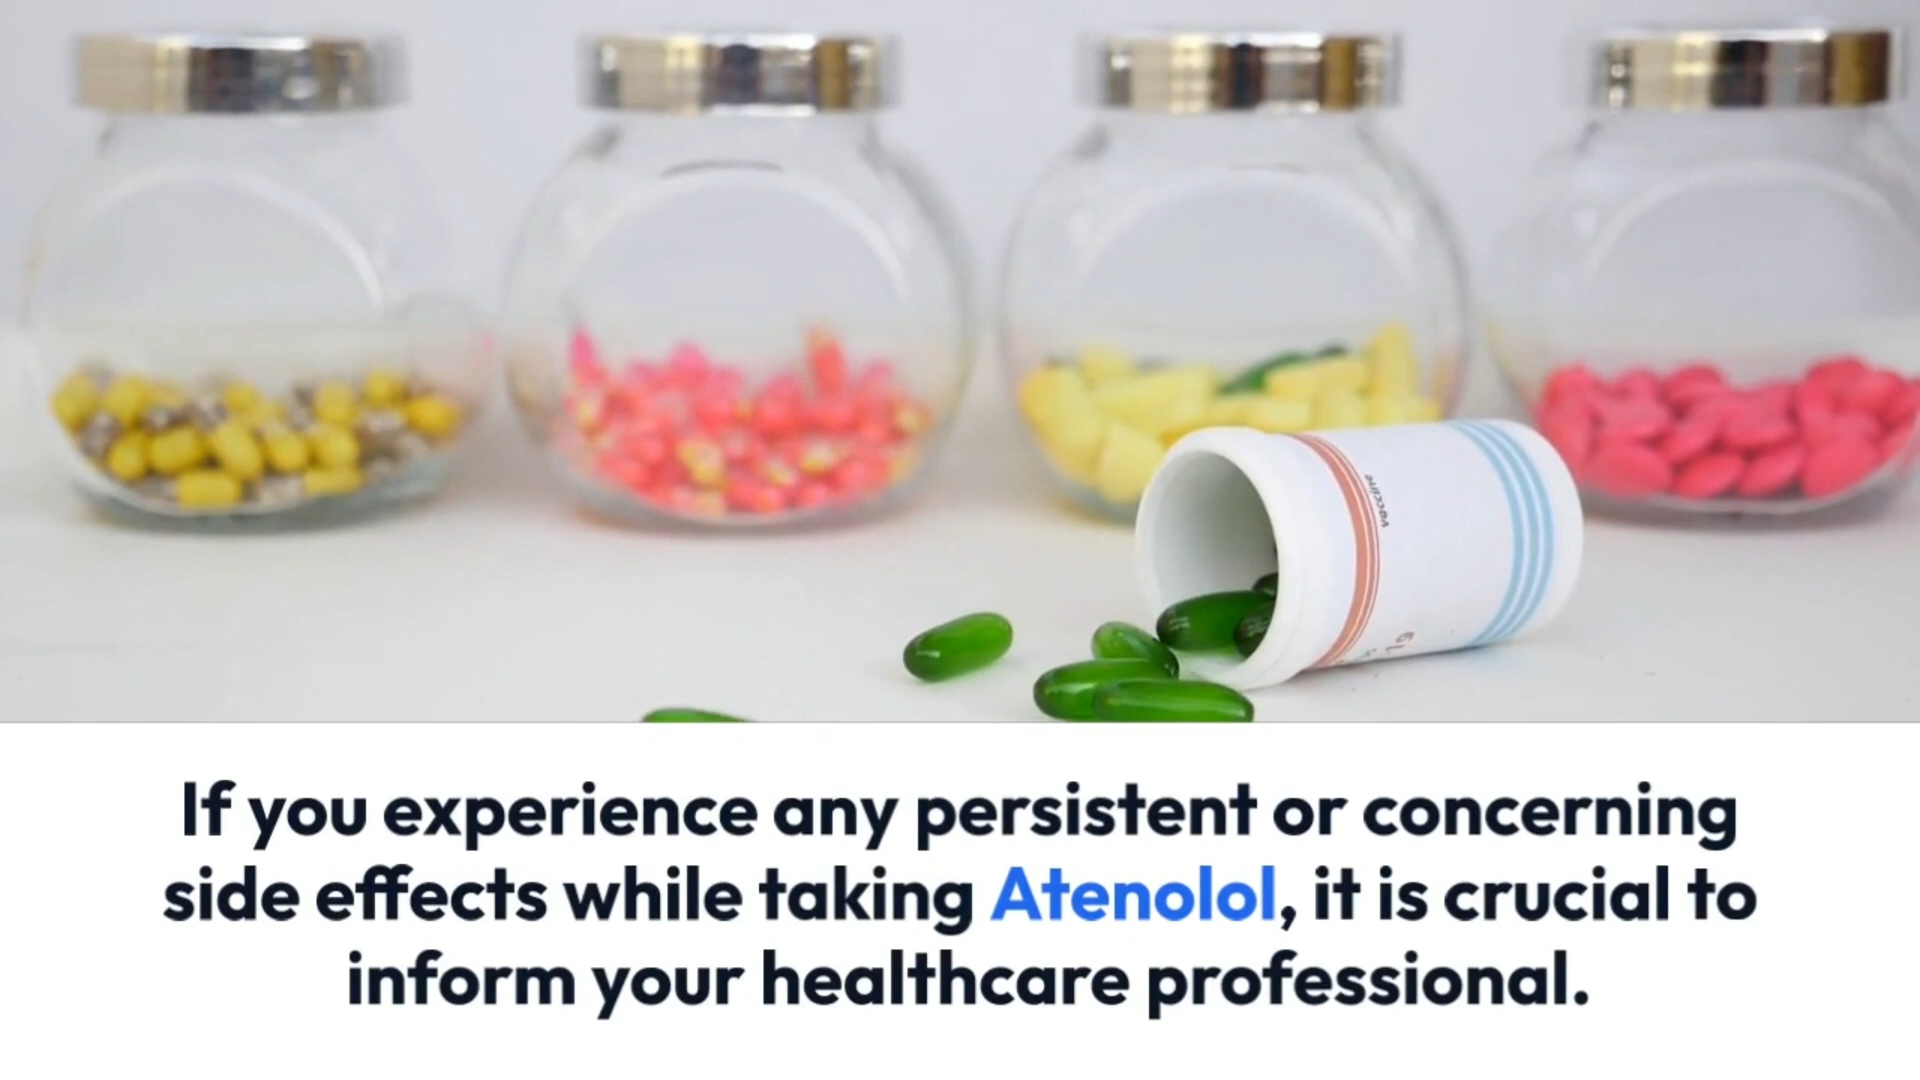 vaccine
If you experience any persistent or concerning
side effects while taking Atenolol, it is crucial to
inform your healthcare professional.